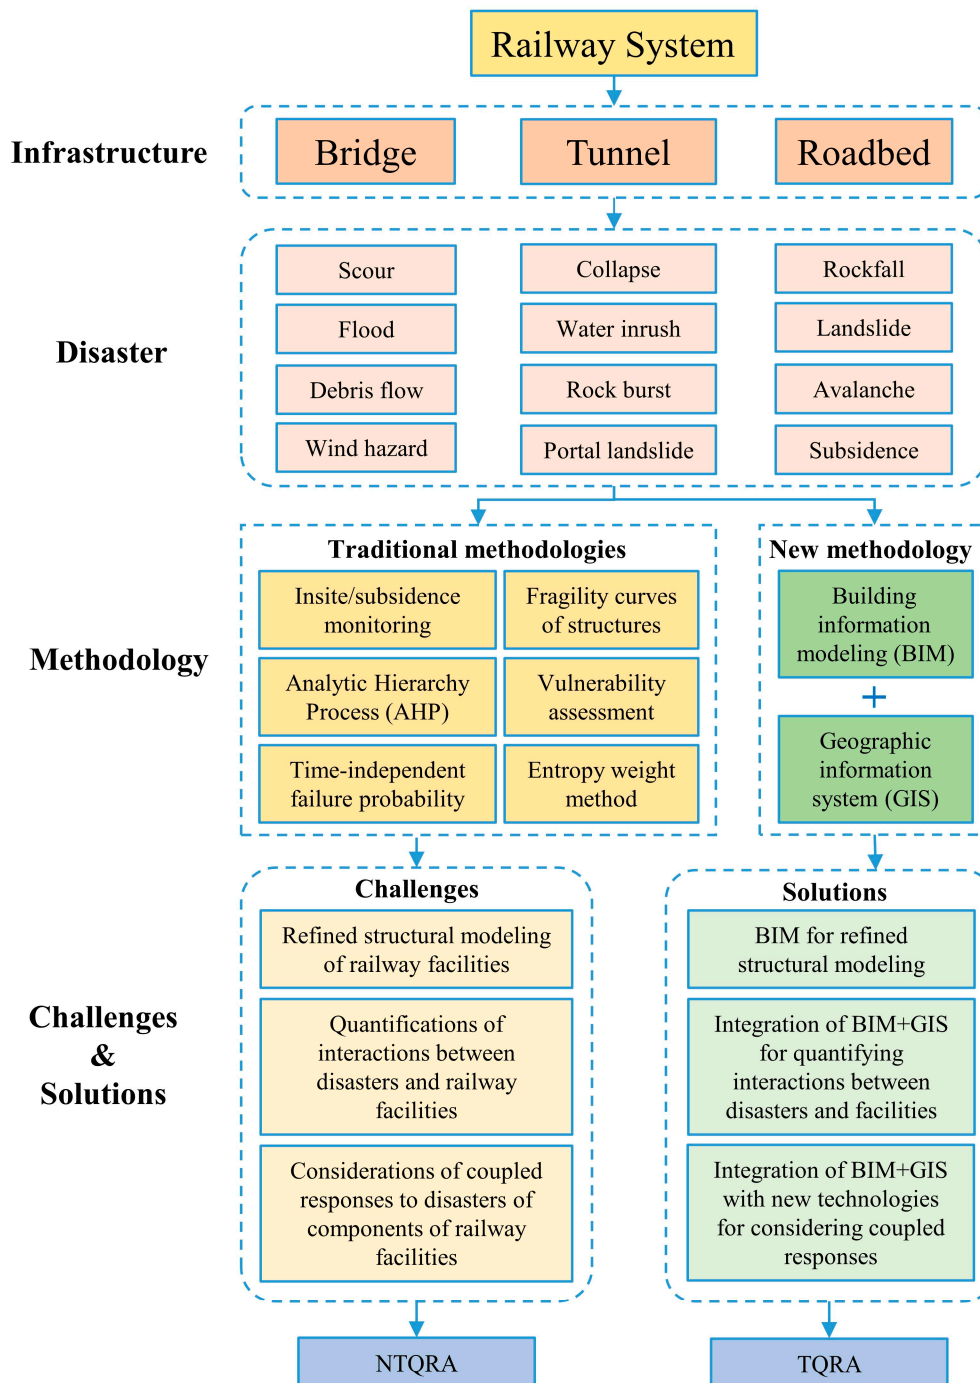 Railway System
Infrastructure
Bridge
Tunnel
Roadbed
Disaster
Scour
Collapse
Rockfall
Flood
Water inrush
Landslide
Debris flow
Rock burst
Avalanche
Wind hazard
Portal landslide
Subsidence
Methodology
Traditional methodologies
Insite/subsidence
monitoring
Fragility curves
of structures
Analytic Hierarchy
Process (AHP)
Vulnerability
assessment
Time-independent
failure probability
Entropy weight
method
New methodology
Building
information
modeling (BIM)
+
Geographic
information
system (GIS)
Challenges
&
Solutions
Challenges
Refined structural modeling
of railway facilities
Quantifications of
interactions between
disasters and railway
facilities
Considerations of coupled
responses to disasters of
components of railway
facilities
Solutions
BIM for refined
structural modeling
Integration of BIM+GIS
for quantifying
interactions between
disasters and facilities
Integration of BIM+GIS
with new technologies
for considering coupled
responses
NTQRA
TQRA